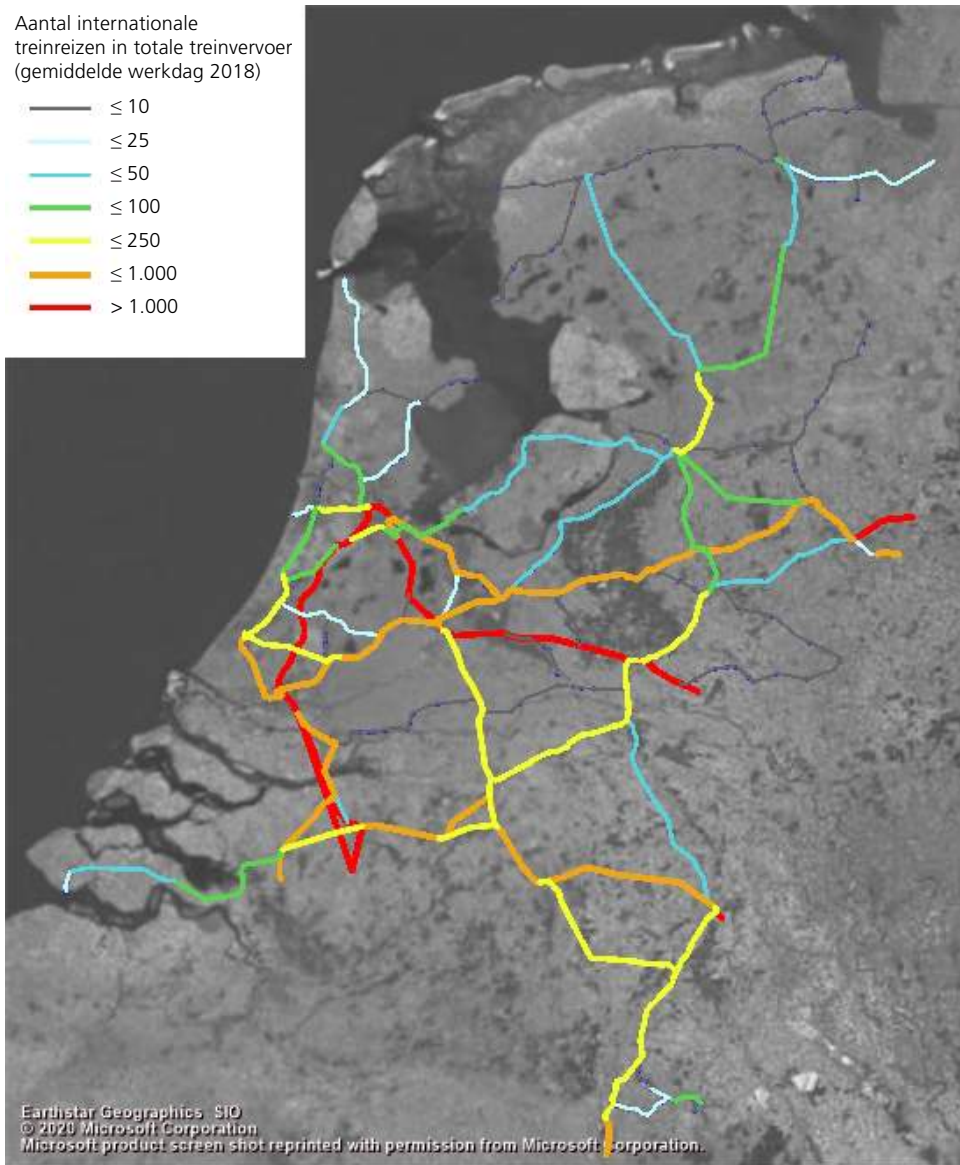 Aantal internationale
treinreizen in totale treinvervoer
(gemiddelde werkdag 2018)
≤ 10
≤ 25
≤ 50
≤ 100
≤ 250
≤ 1.000
> 1.000
Earthstar Geographics SIO
© 2020 Microsoft Corporation
Microsoft product screen shot reprinted with permission from Microsoft Corporation.